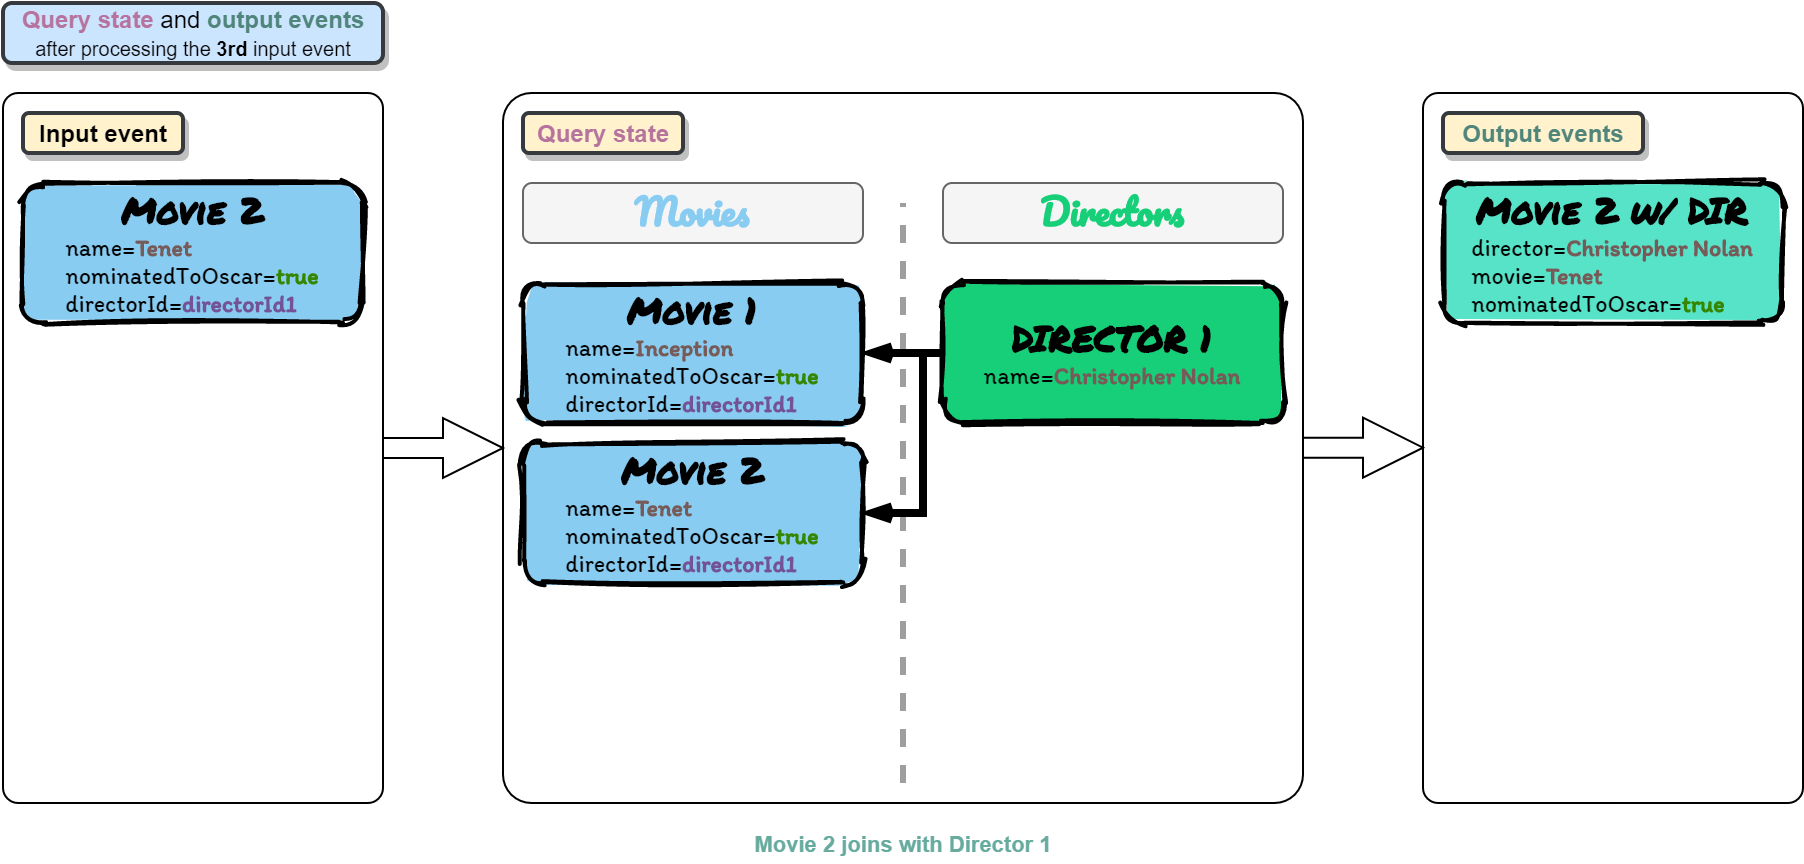 Query state and output events
after processing the 3rd input event
Input event
MOVIE 2
name=Tenet
nominatedToOscar=true
directorId=directorId1
Query state
Movies
Directors
MOVIE 1
name=Inception
nominatedToOscar=true
directorId=directorId1
MOVIE 2
name=Tenet
nominatedToOscar=true
directorId=directorId1
DIRECTOR 1
name=Christopher Nolan
Output events
MOVIE 2 W/ DIR
director=Christopher Nolan
movie=Tenet
nominatedToOscar=true
Movie 2 joins with Director 1